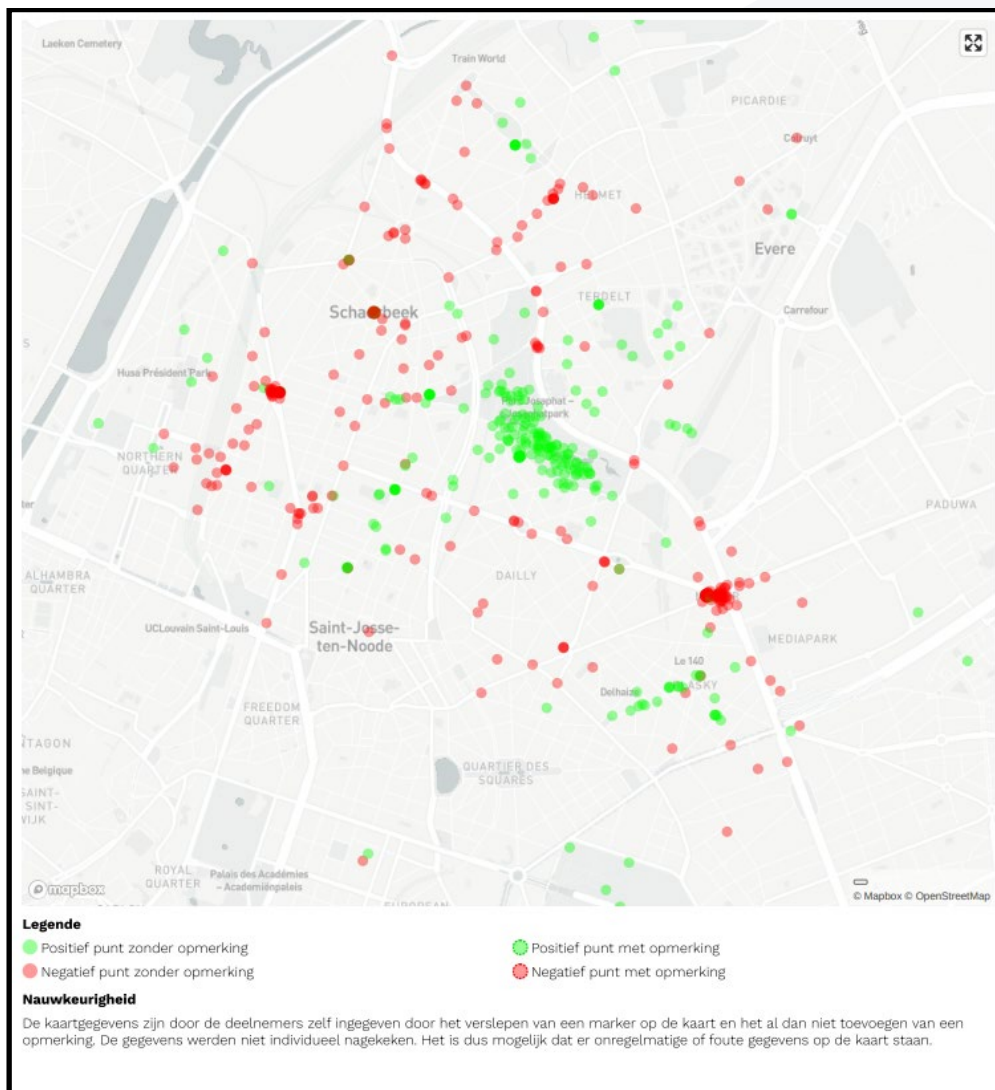 Laeken Cemetery
Train World
PICARDIE
HELMET
Evere
TERDELT
Carrefour
Husa Président Park
NORTHERN
QUARTER
PADUWA
ALHAMBRA
QUARTER
DAILLY
UCLouvain Saint-Louis
Saint-Josse-
ten-Noode
MEDIAPARK
Le 140
FREEDOM
QUARTER
QUARTIER DES
SQUARES
ROYAL
QUARTER
Palais des Académies
– Academiënpaleis
mapbox
© Mapbox © OpenStreetMap
Legende
Positief punt zonder opmerking
Positief punt met opmerking
Negatief punt zonder opmerking
Negatief punt met opmerking
Nauwkeurigheid
De kaartgegevens zijn door de deelnemers zelf ingegeven door het verslepen van een marker op de kaart en het al dan niet toevoegen van een
opmerking. De gegevens werden niet individueel nagekeken. Het is dus mogelijk dat er onregelmatige of foute gegevens op de kaart staan.